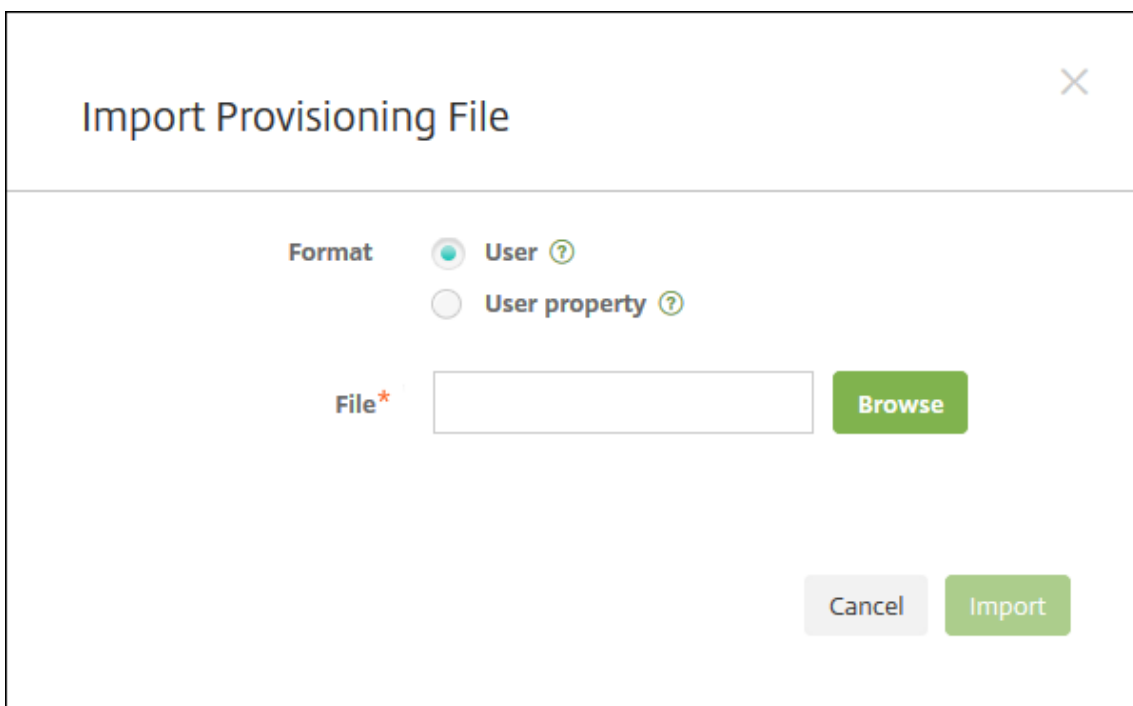 Import Provisioning File
Format User ?
User property ?
File* Browse
Cancel Import